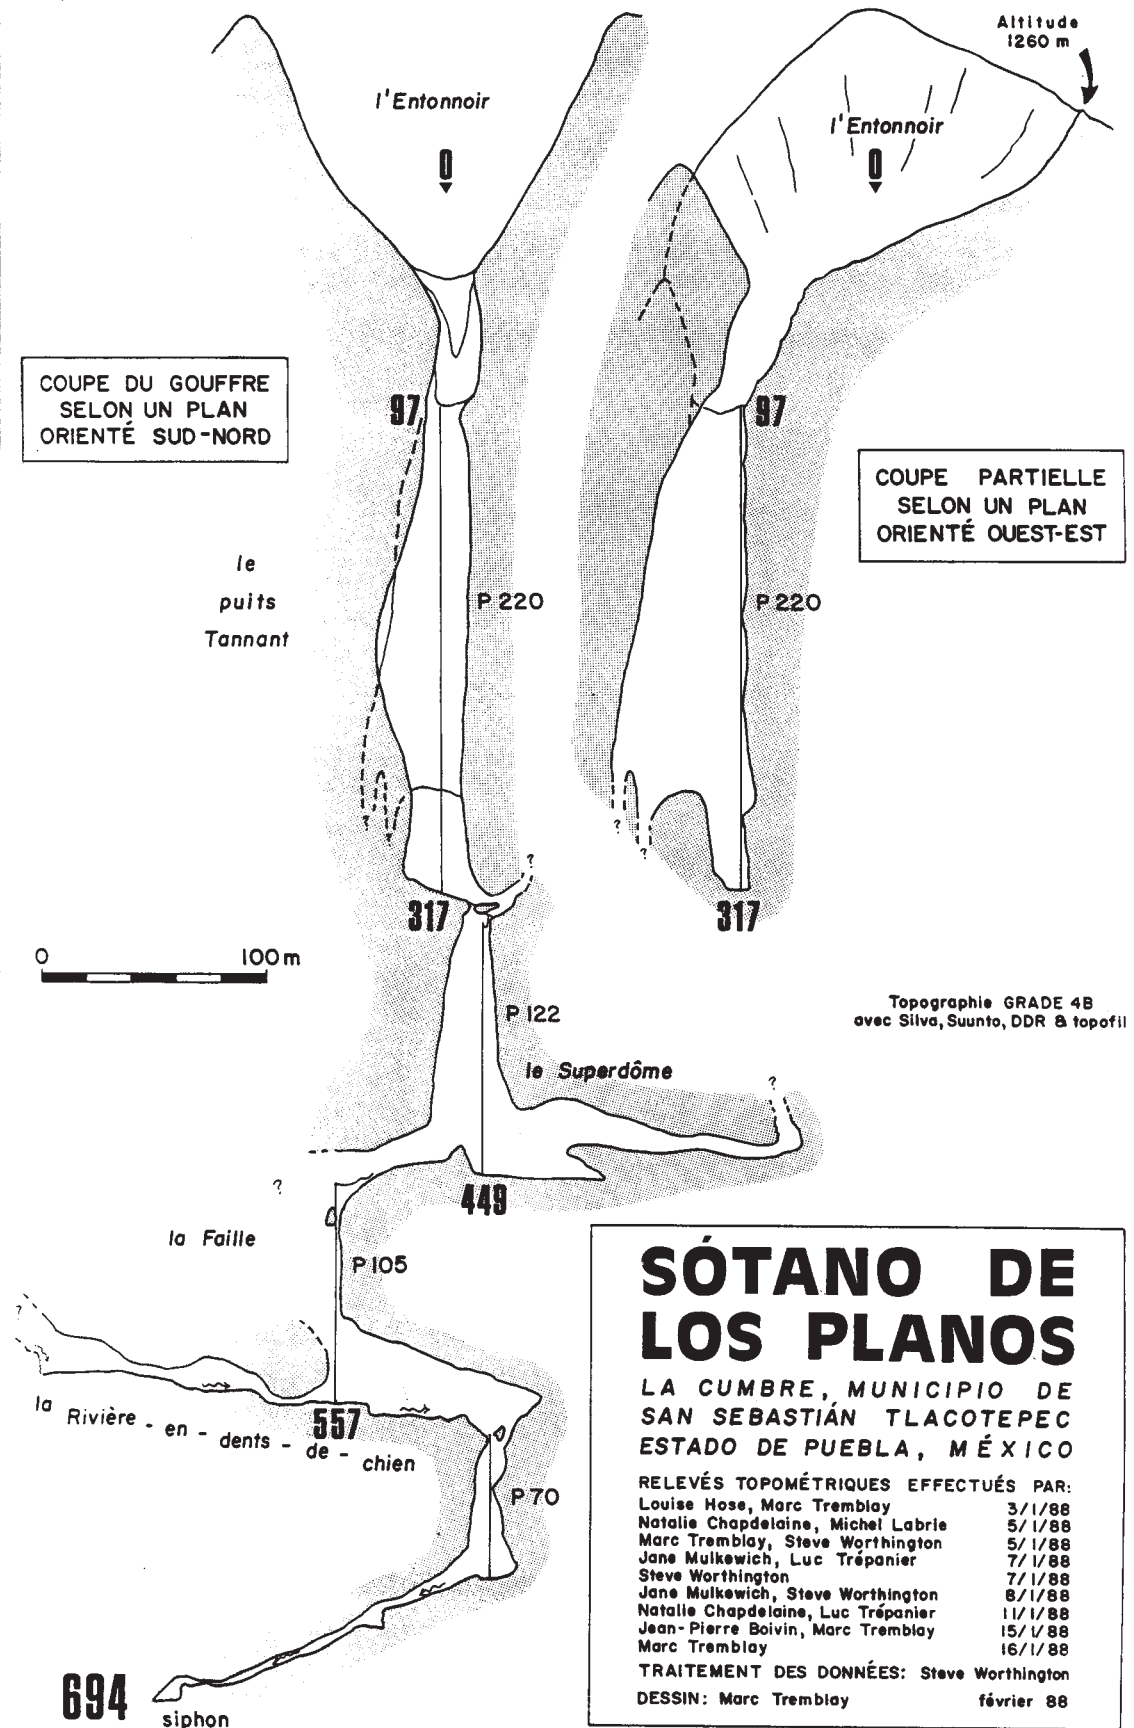 Altitude
1260 m
l'Entonnoir
0
l'Entonnoir
0
COUPE DU GOUFFRE
SELON UN PLAN
ORIENTÉ SUD-NORD
97
97
COUPE PARTIELLE
SELON UN PLAN
ORIENTÉ OUEST-EST
le
puits
Tannant
P 220
P 220
?
?
?
?
?
317
317
0 100 m
P 122
Topographie GRADE 4B
avec Silva, Suunto, DDR & topofil
le Superdôme
?
?
449
la Faille
P 105
?
la Rivière - en - dents - de - chien
557
P 70
694
siphon
SÓTANO DE
LOS PLANOS
LA CUMBRE, MUNICIPIO DE
SAN SEBASTIÁN TLACOTEPEC
ESTADO DE PUEBLA, MÉXICO
RELEVÉS TOPOMÉTRIQUES EFFECTUÉS PAR:
Louise Hose, Marc Tremblay 3/1/88
Natalie Chapdelaine, Michel Labrie 5/1/88
Marc Tremblay, Steve Worthington 5/1/88
Jane Mulkewich, Luc Trépanier 7/1/88
Steve Worthington 7/1/88
Jane Mulkewich, Steve Worthington 8/1/88
Natalie Chapdelaine, Luc Trépanier 11/1/88
Jean-Pierre Boivin, Marc Tremblay 15/1/88
Marc Tremblay 16/1/88
TRAITEMENT DES DONNÉES: Steve Worthington
DESSIN: Marc Tremblay février 88